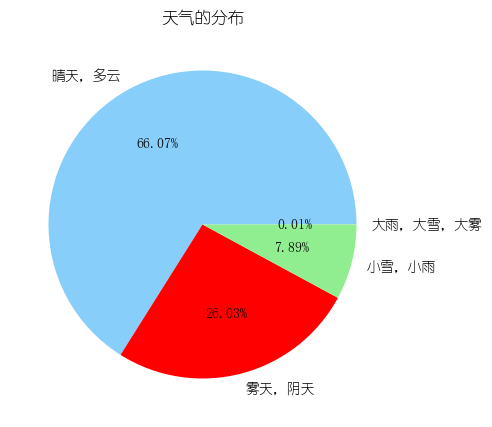 天气的分布
晴天，多云
66.07%
0.01%
大雨，大雪，大雾
7.89%
小雪，小雨
26.03%
雾天，阴天